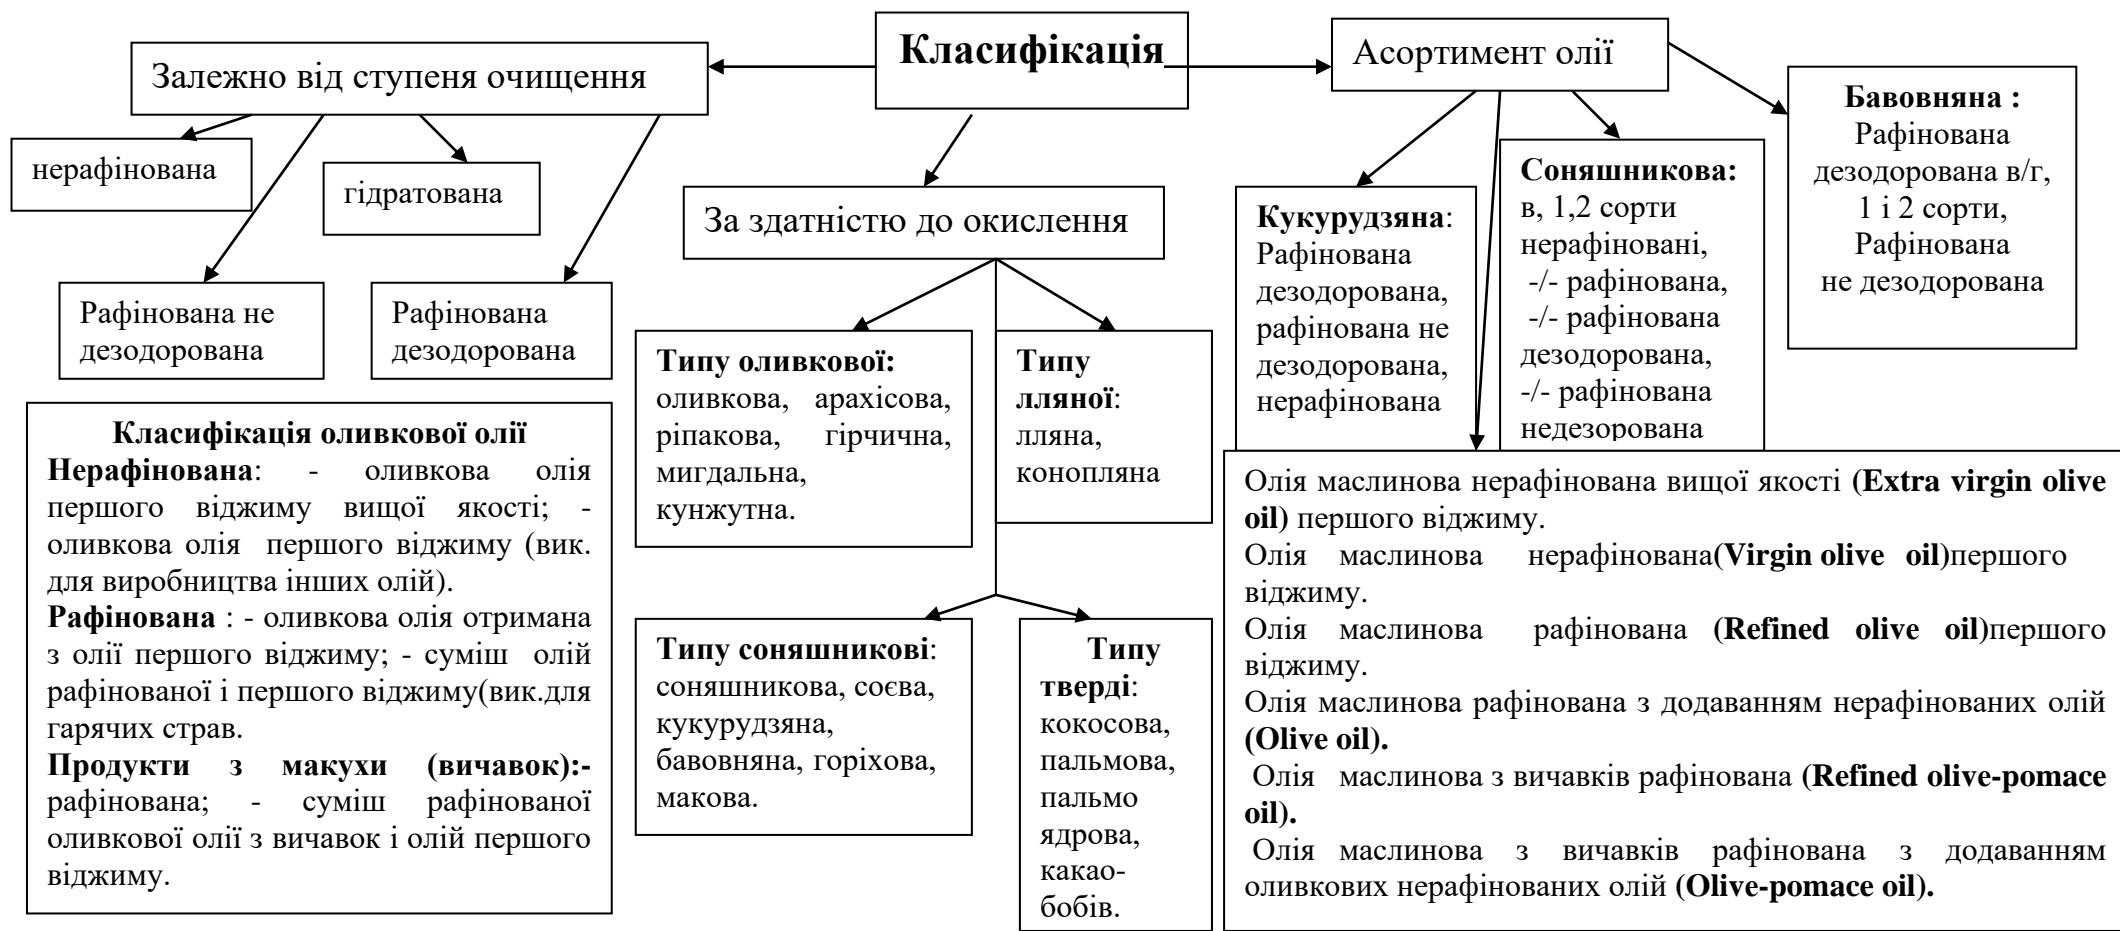 Класифікація
Залежно від ступеня очищення
нерафінована
гідратована
Рафінована не
дезодорована
Рафінована
дезодорована
Класифікація оливкової олії
Нерафінована: - оливкова олія
першого віджиму вищої якості; -
оливкова олія першого віджиму (вик.
для виробництва інших олій).
Рафінована : - оливкова олія отримана
з олії першого віджиму; - суміш олій
рафінованої і першого віджиму(вик.для
гарячих страв.
Продукти з макухи (вичавок):-
рафінована; - суміш рафінованої
оливкової олії з вичавок і олій першого
віджиму.
За здатністю до окислення
Типу оливкової:
оливкова, арахісова,
ріпакова, гірчична,
мигдальна,
кунжутна.
Типу
лляної:
лляна,
конопляна
Типу соняшникові:
соняшникова, соєва,
кукурудзяна,
бавовняна, горіхова,
макова.
Типу
тверді:
кокосова,
пальмова,
пальмо
ядрова,
какао-
бобів.
Асортимент олії
Кукурудзяна:
Рафінована
дезодорована,
рафінована не
дезодорована,
нерафінована
Соняшникова:
в, 1,2 сорти
нерафіновані,
-/- рафінована,
-/- рафінована
дезодорована,
-/- рафінована
недезорована
Бавовняна :
Рафінована
дезодорована в/г,
1 і 2 сорти,
Рафінована
не дезодорована
Олія маслинова нерафінована вищої якості (Extra virgin olive
oil) першого віджиму.
Олія маслинова нерафінована(Virgin olive oil)першого
віджиму.
Олія маслинова рафінована (Refined olive oil)першого
віджиму.
Олія маслинова рафінована з додаванням нерафінованих олій
(Olive oil).
Олія маслинова з вичавків рафінована (Refined olive-pomace
oil).
Олія маслинова з вичавків рафінована з додаванням
оливкових нерафінованих олій (Olive-pomace oil).